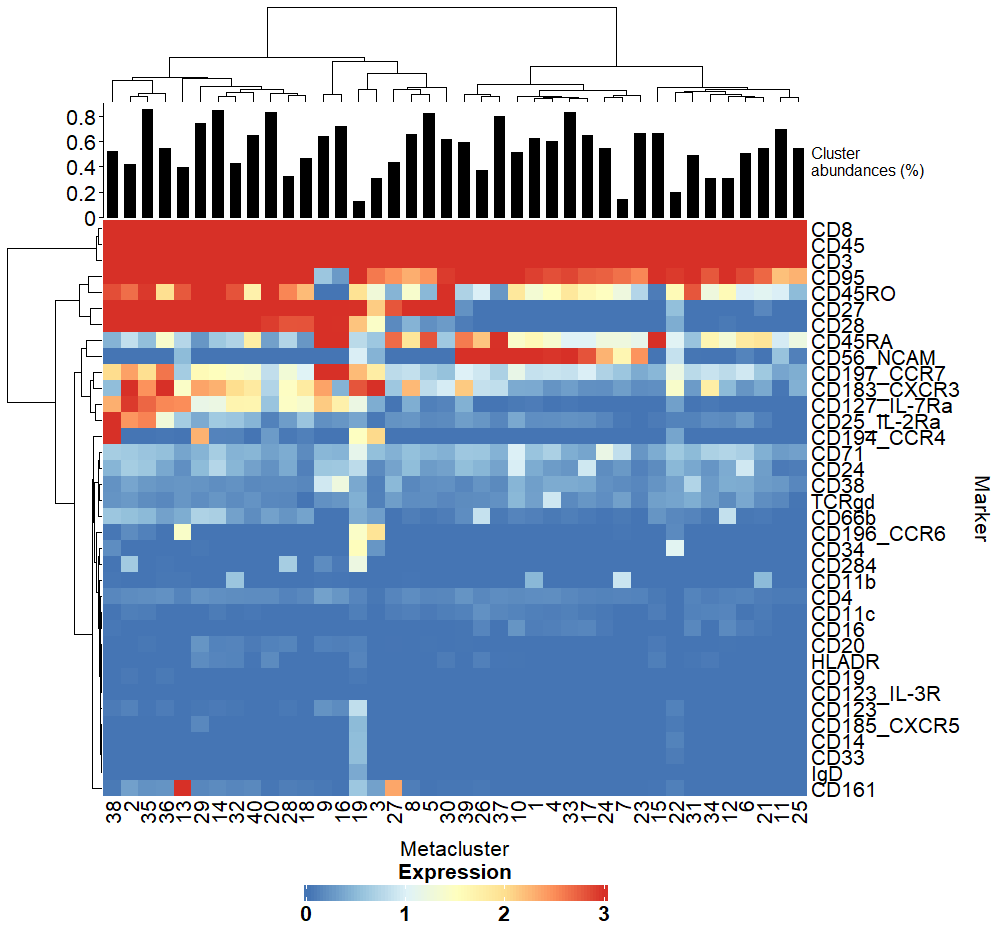 0.8
0.6
0.4
0.2
0
Cluster
abundances (%)
CD8
CD45
CD3
CD95
CD45RO
CD27
CD28
CD45RA
CD56_NCAM
CD197_CCR7
CD183_CXCR3
CD127_IL-7Ra
CD25_IL-2Ra
CD194_CCR4
CD71
CD24
CD38
TCRgd
CD66b
CD196_CCR6
CD34
CD284
CD11b
CD4
CD11c
CD16
CD20
HLADR
CD19
CD123_IL-3R
CD123
CD185_CXCR5
CD14
CD33
IgD
CD161
Marker
38 2 35 36 13 29 14 32 40 20 28 18 9 16 19 3 27 8 5 30 39 26 37 10 1 4 33 17 24 7 23 15 22 31 34 12 6 21 11 25
Metacluster
Expression
0 1 2 3